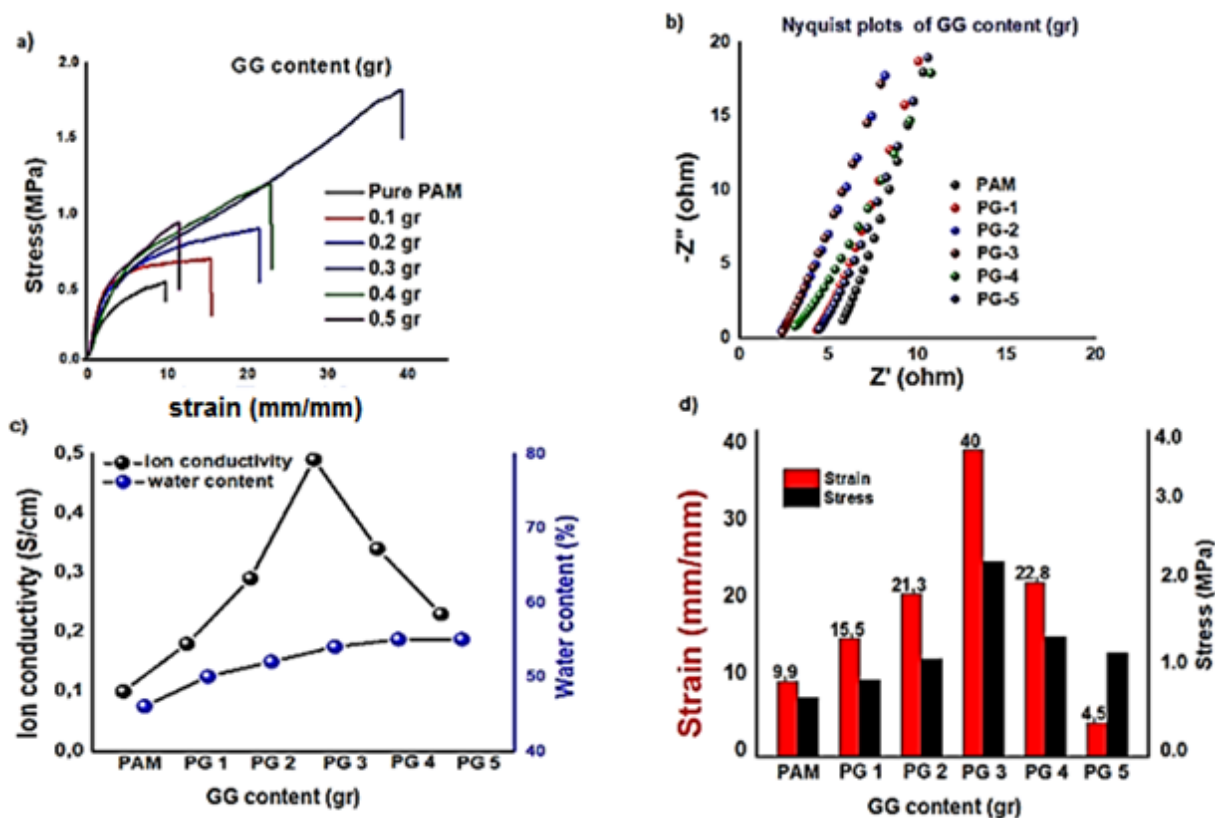 a)
GG content (gr)
2.0
1.5
1.0
0.5
0.0
Stress(MPa)
Pure PAM
0.1 gr
0.2 gr
0.3 gr
0.4 gr
0.5 gr
0 10 20 30 40
strain (mm/mm)
b)
Nyquist plots of GG content (gr)
20
15
10
5
0
-Z" (ohm)
PAM
PG-1
PG-2
PG-3
PG-4
PG-5
0 5 10 15 20
Z' (ohm)
c)
0,5
0,4
0,3
0,2
0,1
0,0
Ion conductivty (S/cm)
Ion conductivity
water content
80
70
60
50
40
Water content (%)
PAM PG 1 PG 2 PG 3 PG 4 PG 5
GG content (gr)
d)
40
30
20
10
0
Strain (mm/mm)
Strain
Stress
9,9
15,5
21,3
40
22,8
4,5
4.0
3.0
2.0
1.0
0.0
Stress (MPa)
PAM PG 1 PG 2 PG 3 PG 4 PG 5
GG content (gr)